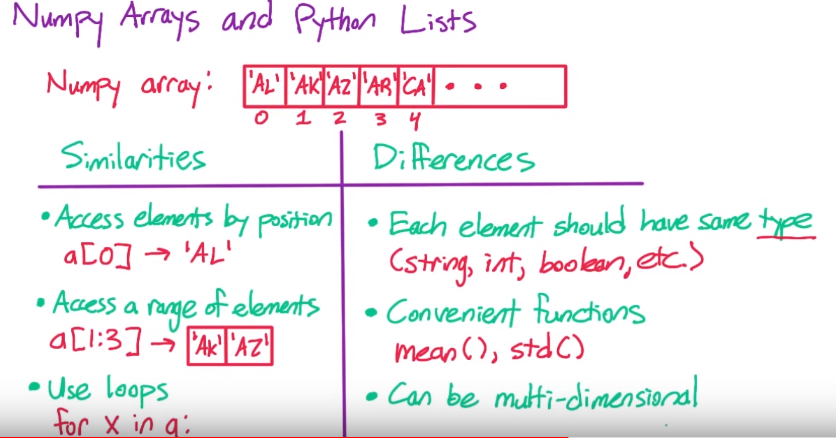 Numpy Arrays and Python Lists
Numpy array: 'AL' 'AK' 'AZ' 'AR' 'CA' . . .
0 1 2 3 4
Similarities
• Access elements by position
a[0] → 'AL'
• Access a range of elements
a[1:3] → 'AK' 'AZ'
• Use loops
for x in a:
Differences
• Each element should have same type
(string, int, boolean, etc.)
• Convenient functions
mean(), std()
• Can be multi-dimensional